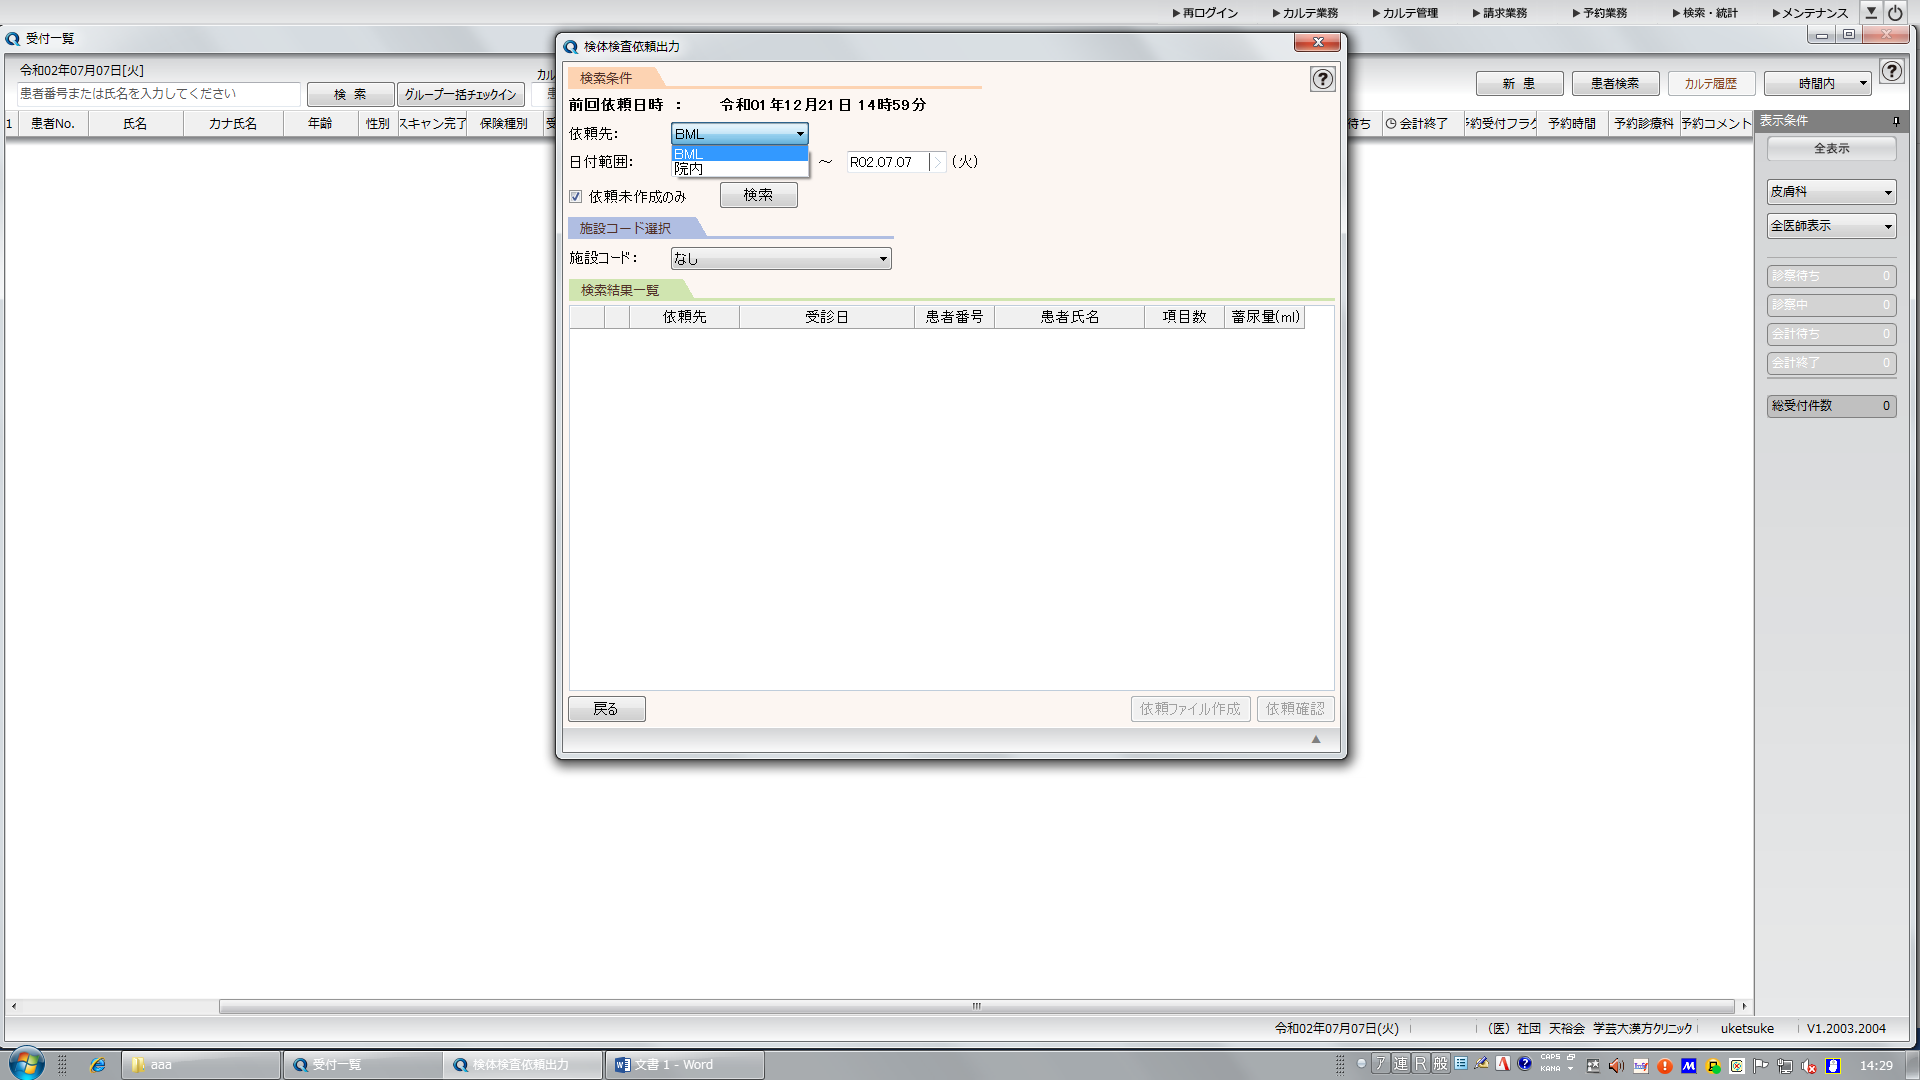 ▶再ログイン ▶カルテ業務 ▶カルテ管理 ▶請求業務 ▶予約業務 ▶検索・統計 ▶メンテナンス
受付一覧
令和02年07月07日[火]
患者番号または氏名を入力してください
検 索
グループ一括チェックイン
カル
新 患
患者検索
カルテ履歴
時間内
1 患者No. 氏名 カナ氏名 年齢 性別 スキャン完了 保険種別 受
待ち 会計終了 予約受付フラグ 予約時間 予約診療科 予約コメント
検体検査依頼出力
検索条件
前回依頼日時 : 令和01年12月21日 14時59分
依頼先: BML
BML
院内
日付範囲: ～ R02.07.07 (火)
依頼未作成のみ
検索
施設コード選択
施設コード: なし
検索結果一覧
依頼先 受診日 患者番号 患者氏名 項目数 蓄尿量(ml)
戻る
依頼ファイル作成
依頼確認
表示条件
全表示
皮膚科
全医師表示
診察待ち 0
診察中 0
会計待ち 0
会計終了 0
総受付件数 0
令和02年07月07日(火) (医)社団 天裕会 学芸大漢方クリニック uketsuke V1.2003.2004
aaa
受付一覧
検体検査依頼出力
文書 1 - Word
ア 連 R 般
CAPS
KANA
14:29